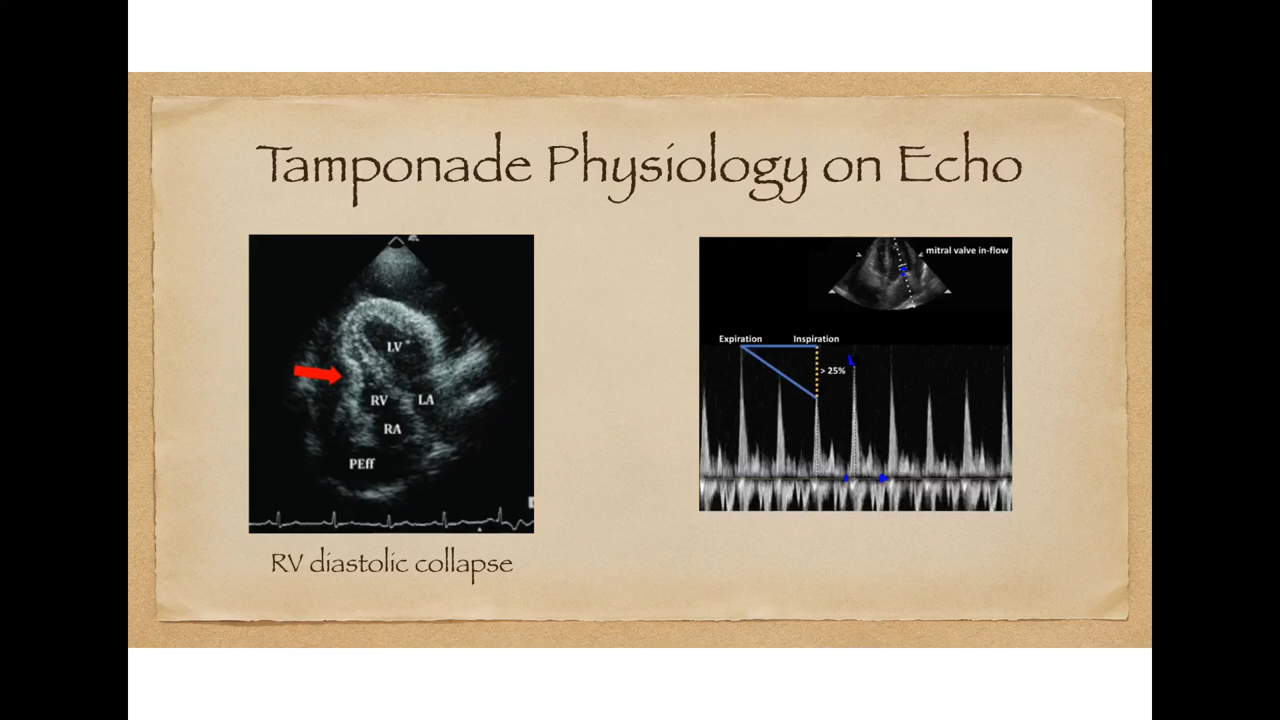 Tamponade Physiology on Echo
LV
RV
LA
RA
PEff
RV diastolic collapse
mitral valve in-flow
Expiration
Inspiration
> 25%